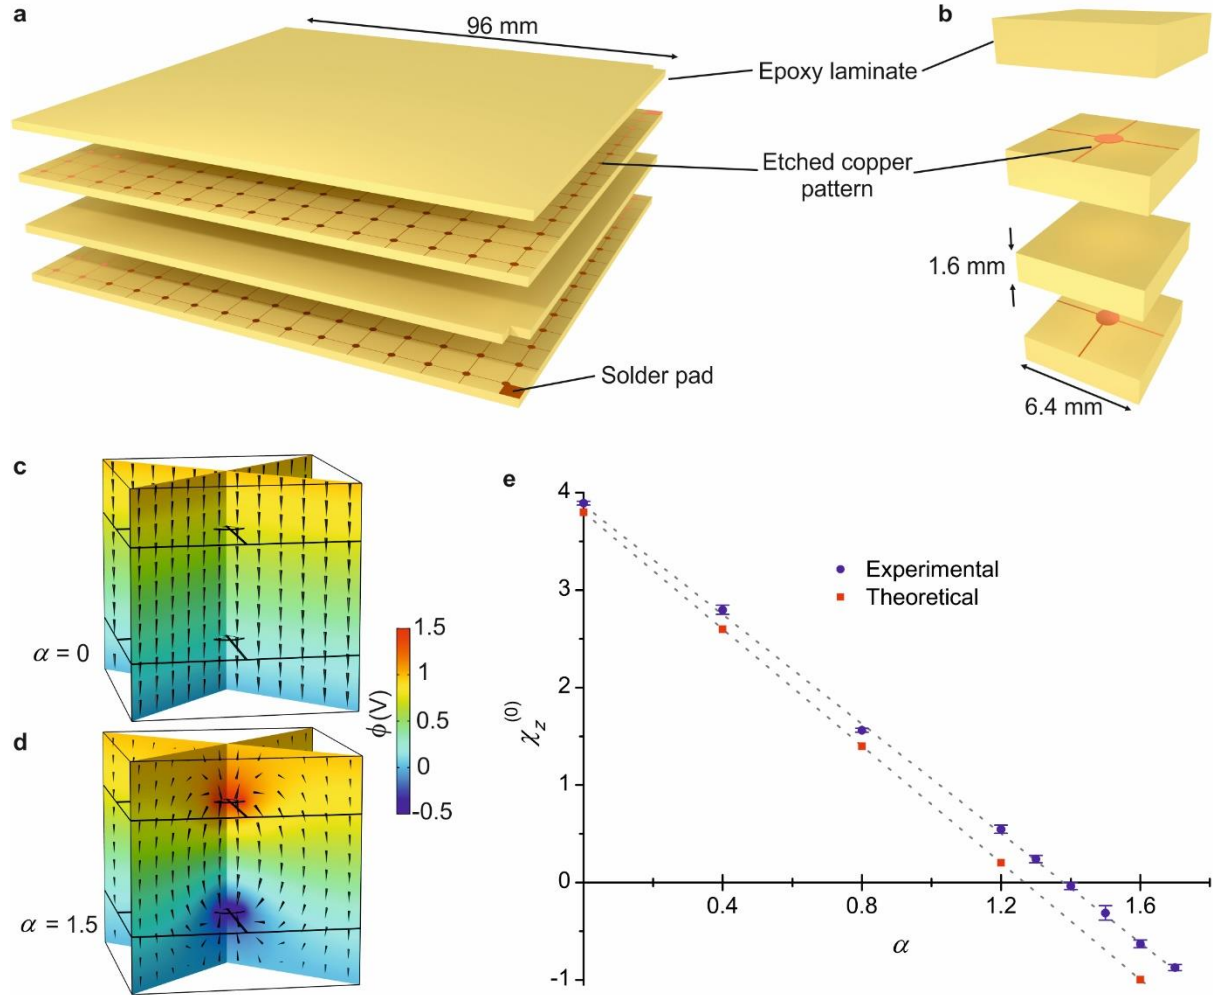 a
96 mm
b
Epoxy laminate
Etched copper
pattern
1.6 mm
Solder pad
6.4 mm
c
α = 0
d
α = 1.5
ϕ(V)
1.5
1
0.5
0
-0.5
e
4
3
2
1
0
-1
χz(0)
Experimental
Theoretical
0.4
0.8
1.2
1.6
α